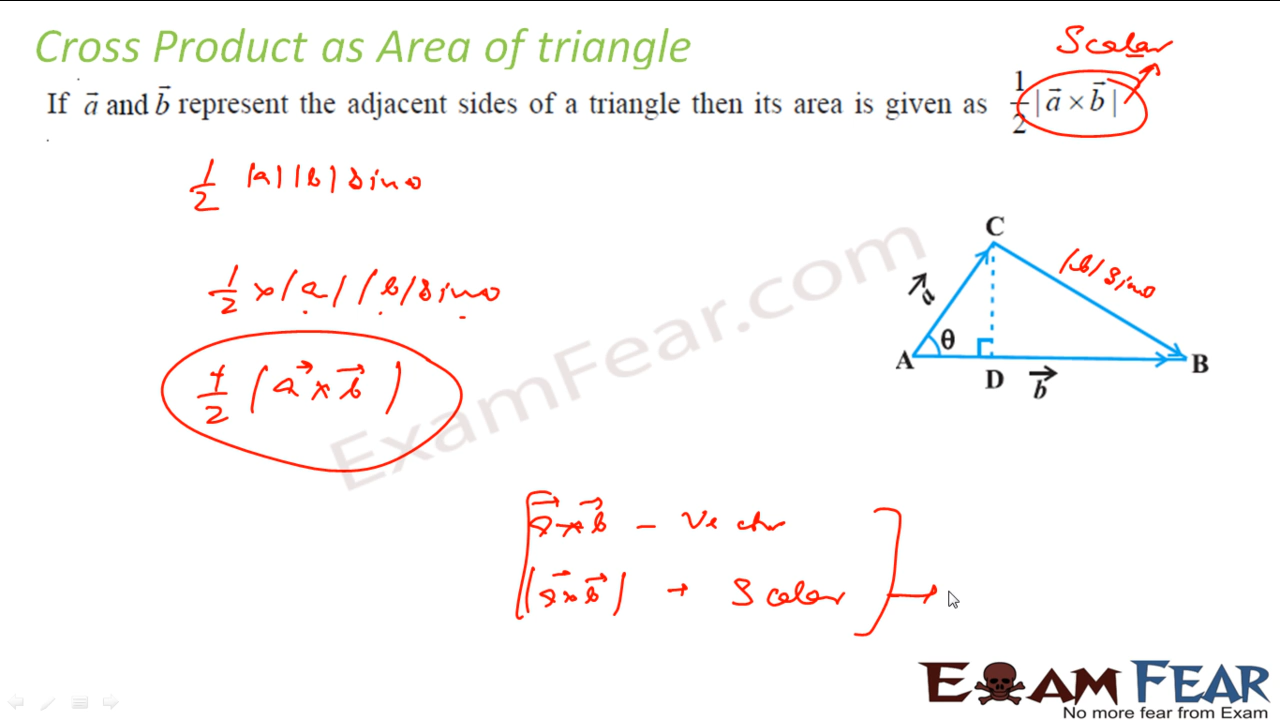 Cross Product as Area of triangle
Scalar
If a⃗ and b⃗ represent the adjacent sides of a triangle then its area is given as 1/2 |a⃗ × b⃗|
1/2 |a||b| sinθ
1/2 × |a| |b| sinθ
1/2 |a⃗ × b⃗|
C
a⃗
|b| sinθ
θ
A
D
b⃗
B
ExamFear.com
a⃗ × b⃗ – Vector
|a⃗ × b⃗| → Scalar
EXAM FEAR
No more fear from Exam